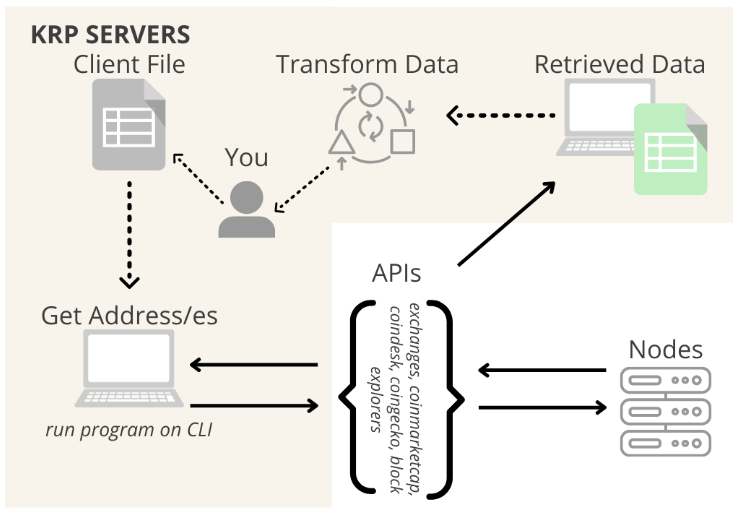 KRP SERVERS
Client File
Transform Data
Retrieved Data
You
APIs
Get Address/es
exchanges, coinmarketcap,
coindesk, coingecko, block
explorers
Nodes
run program on CLI